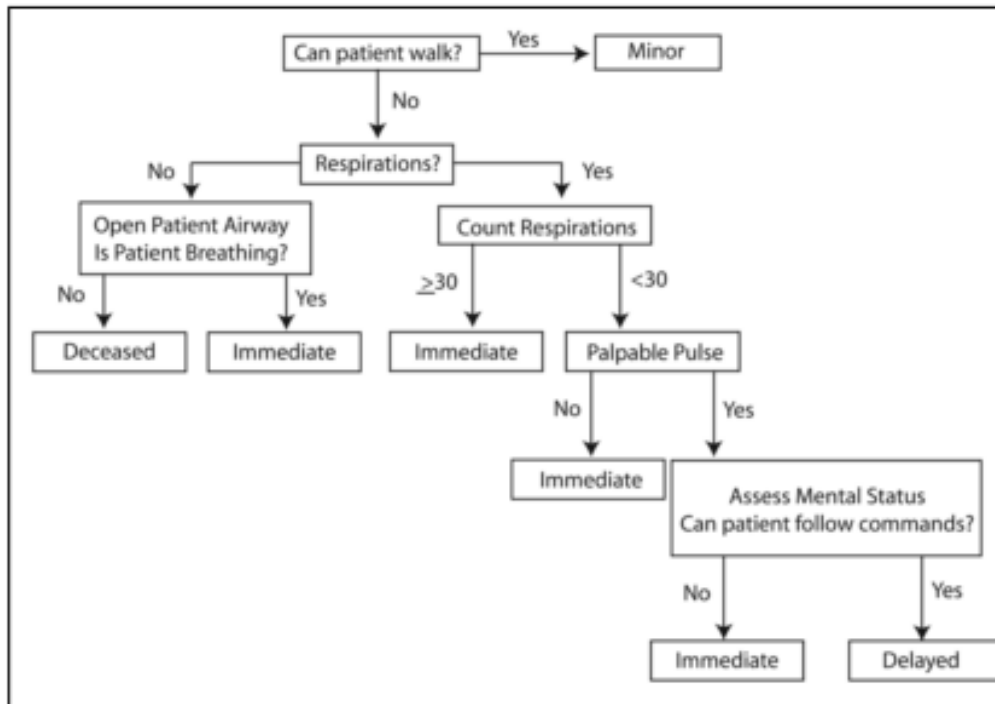 Can patient walk?
Yes
Minor
No
Respirations?
No
Yes
Open Patient Airway
Is Patient Breathing?
Count Respirations
No
Yes
≥30
<30
Deceased
Immediate
Immediate
Palpable Pulse
No
Yes
Immediate
Assess Mental Status
Can patient follow commands?
No
Yes
Immediate
Delayed